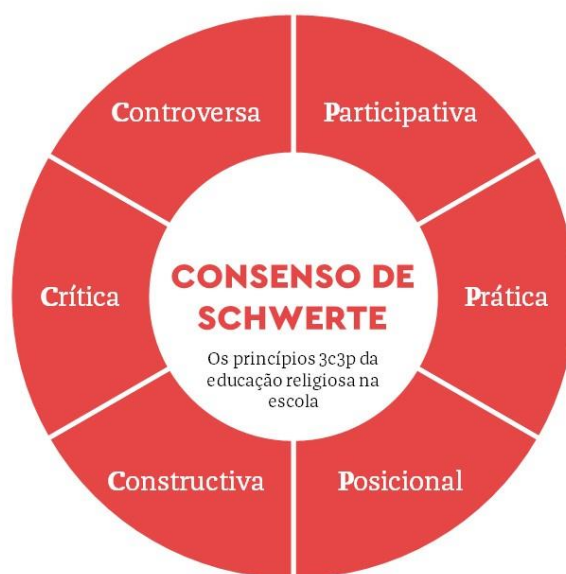 Controversa
Participativa
Crítica
Prática
CONSENSO DE
SCHWERTE
Os princípios 3c3p da
educação religiosa na
escola
Constructiva
Posicional